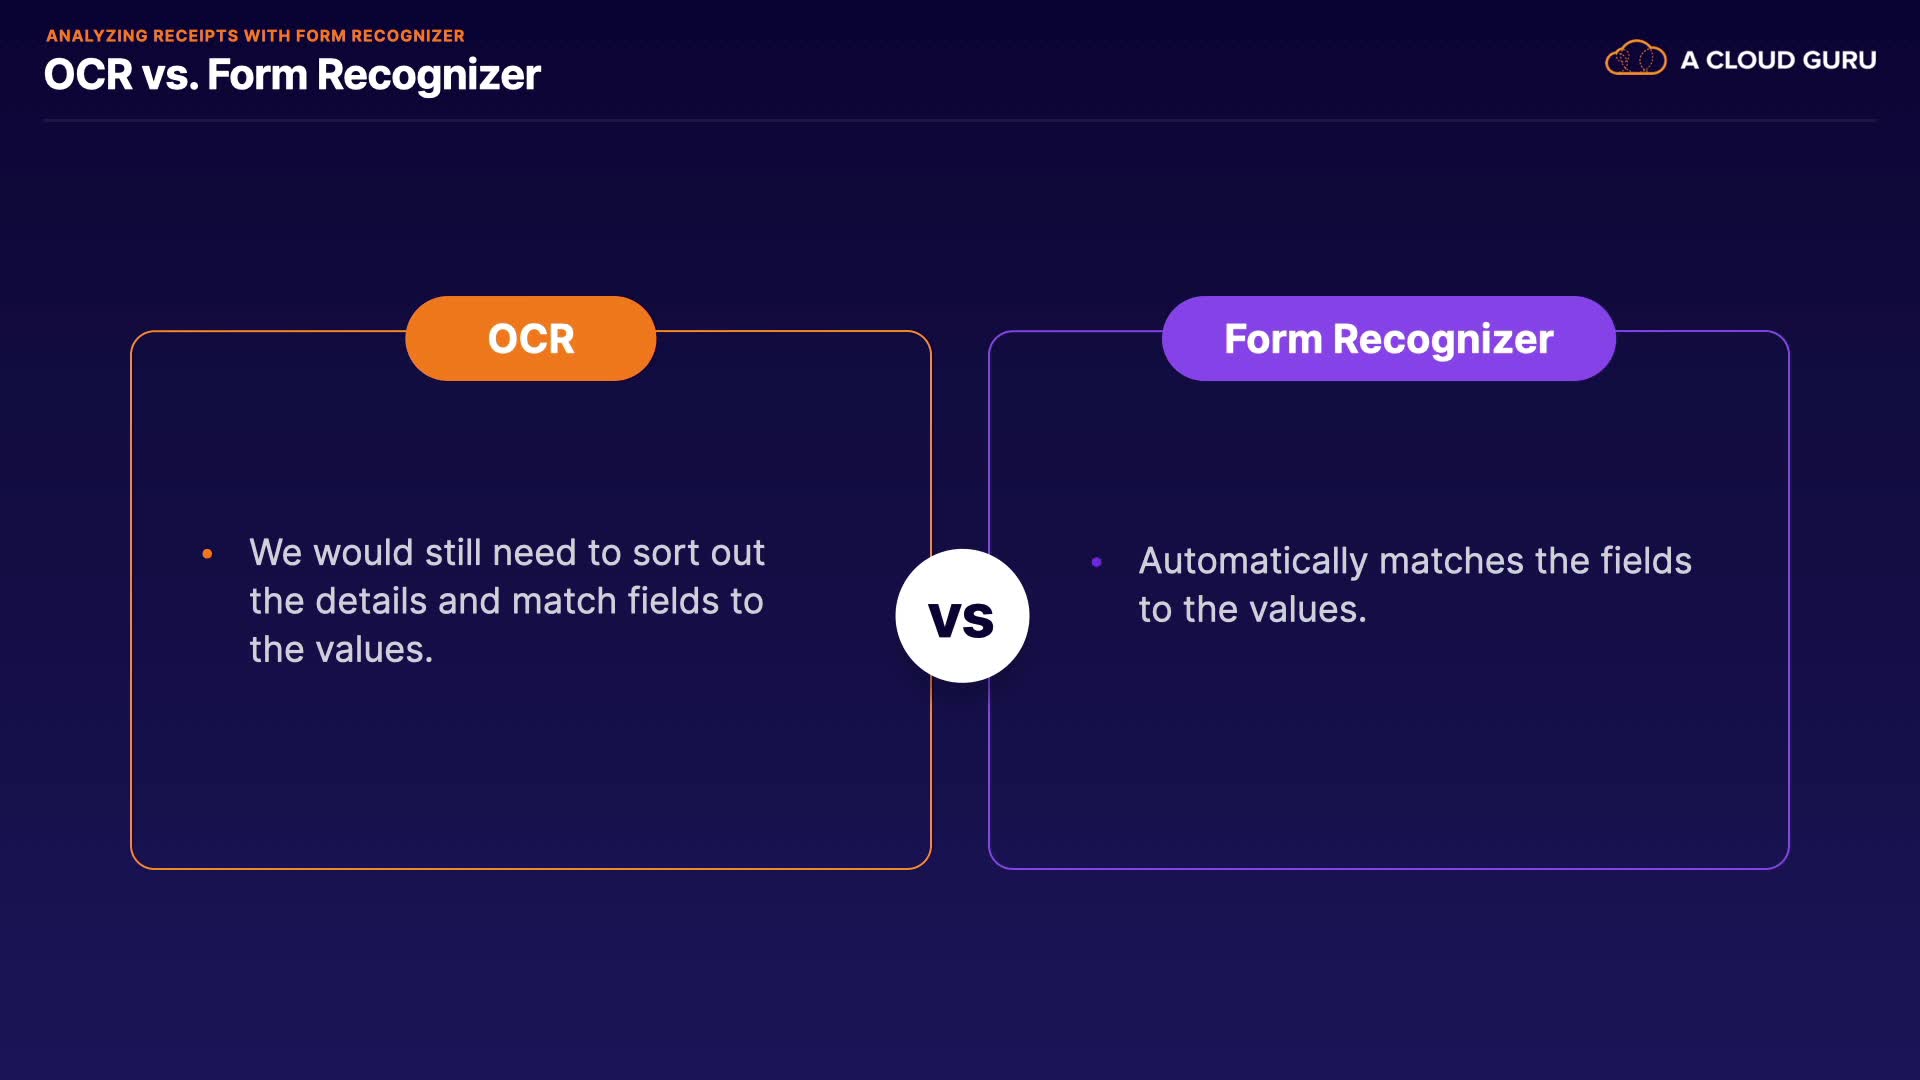 ANALYZING RECEIPTS WITH FORM RECOGNIZER
OCR vs. Form Recognizer
A CLOUD GURU
OCR
We would still need to sort out
the details and match fields to
the values.
vs
Form Recognizer
Automatically matches the fields
to the values.